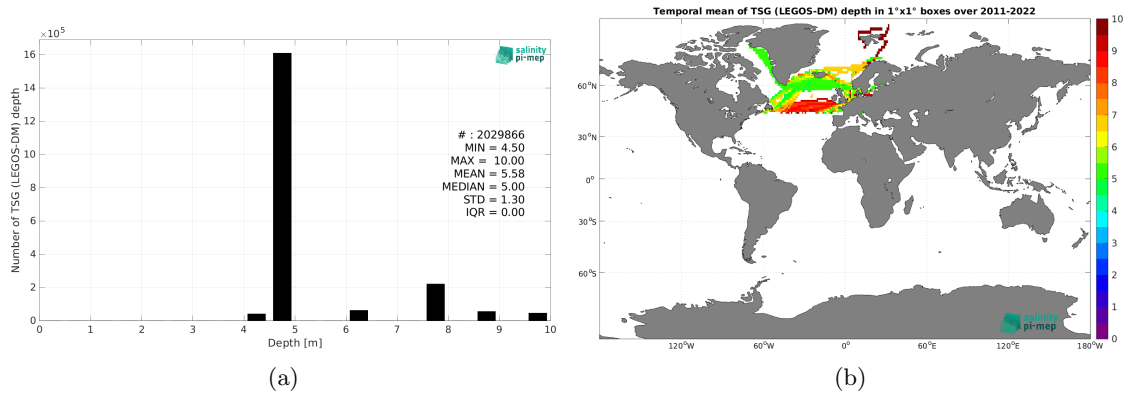 ×10⁵
16
14
12
10
8
6
4
2
0
Number of TSG (LEGOS-DM) depth
0 1 2 3 4 5 6 7 8 9 10
Depth [m]
salinity
pi-mep
# : 2029866
MIN = 4.50
MAX = 10.00
MEAN = 5.58
MEDIAN = 5.00
STD = 1.30
IQR = 0.00
(a)
Temporal mean of TSG (LEGOS-DM) depth in 1°x1° boxes over 2011-2022
60°N
30°N
0°
30°S
60°S
120°W 60°W 0° 60°E 120°E 180°W
salinity
pi-mep
10
9
8
7
6
5
4
3
2
1
0
(b)